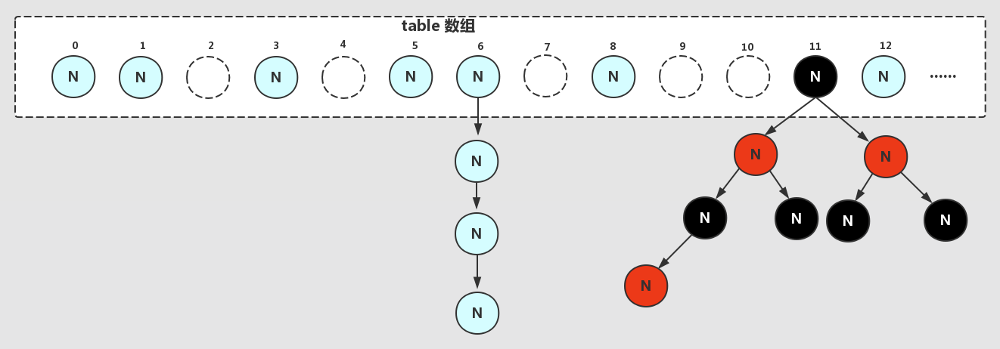 table 数组
0 1 2 3 4 5 6 7 8 9 10 11 12
N N N N N N N N ......
N N N
N N N N N
N
N
N